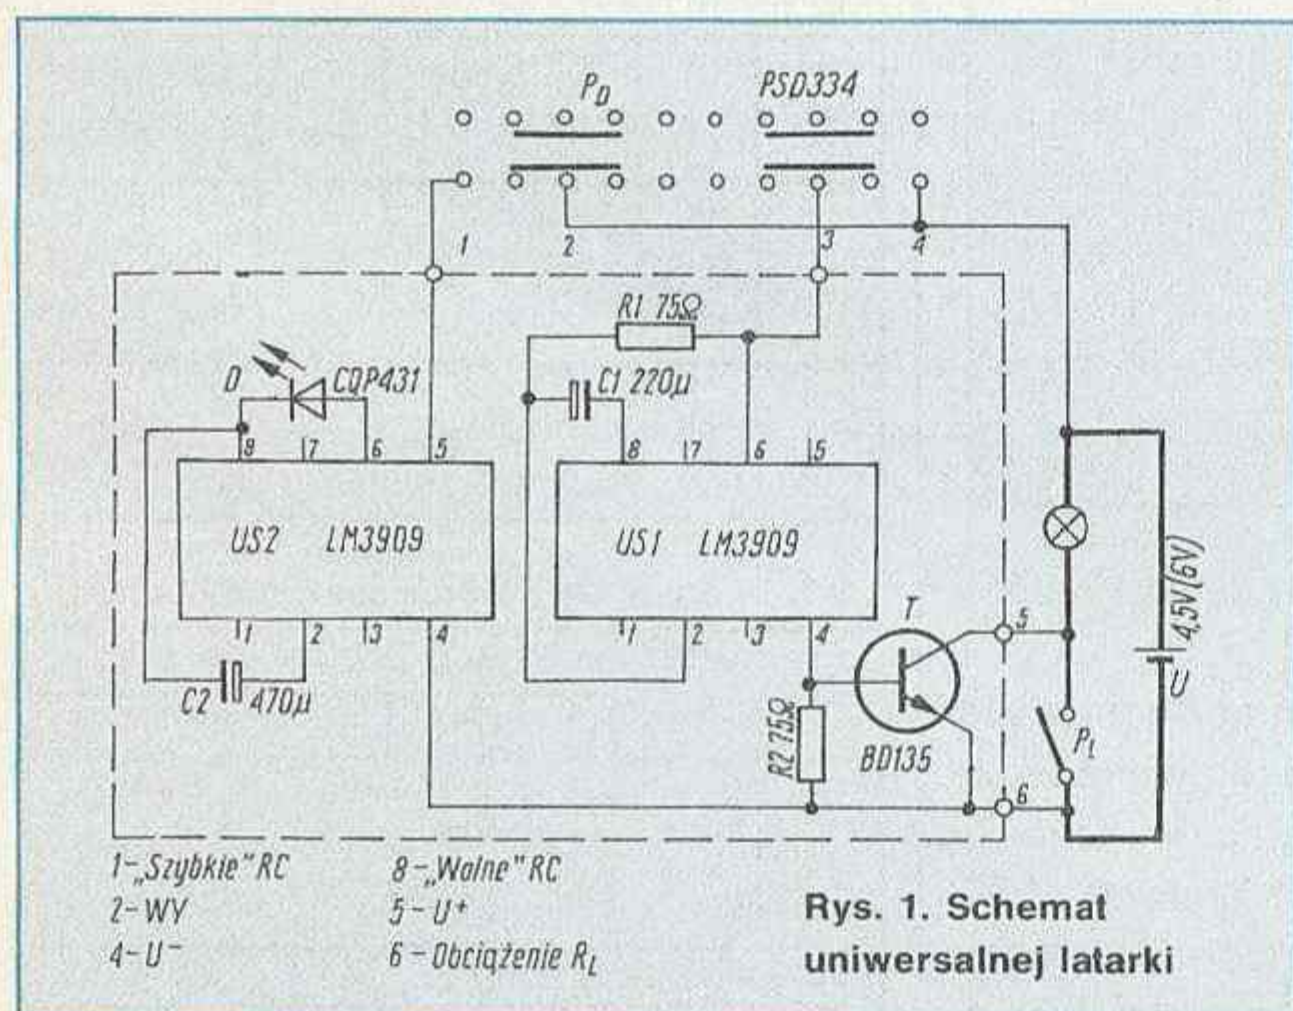 P_D PSD334
1 2 3 4
R1 75Ω
D CQP431 C1 220μ
8 7 6 5 8 7 6 5
US2 LM3909 US1 LM3909
4,5V(6V)
1 2 3 4 1 2 3 4 T 5
C2 470μ R2 75Ω BD135 P_L U
6
1-„Szybkie" RC
2-WY
4-U⁻
8-„Wolne" RC
5-U⁺
6-Obciążenie R_L
Rys. 1. Schemat
uniwersalnej latarki